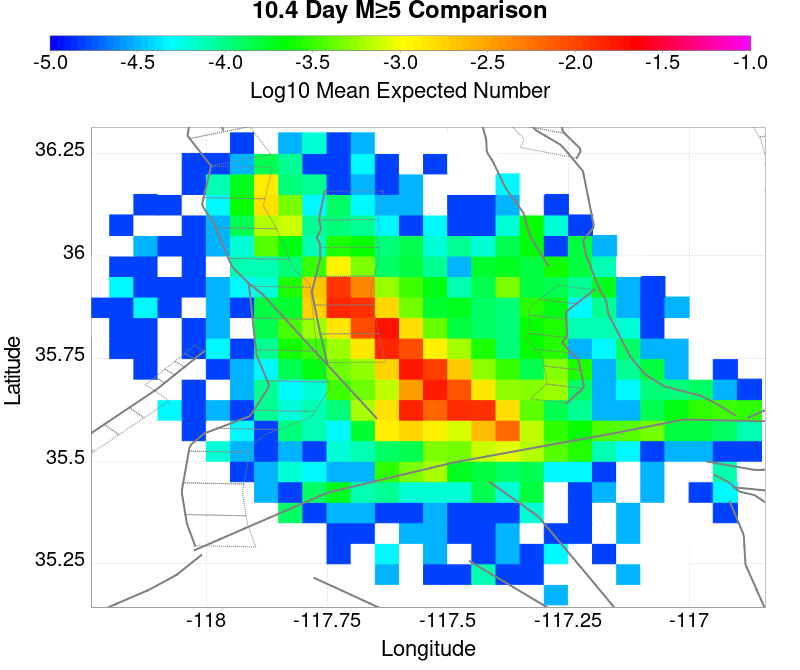 10.4 Day M≥5 Comparison
-5.0 -4.5 -4.0 -3.5 -3.0 -2.5 -2.0 -1.5 -1.0
Log10 Mean Expected Number
36.25
36
35.75
35.5
35.25
Latitude
-118 -117.75 -117.5 -117.25 -117
Longitude